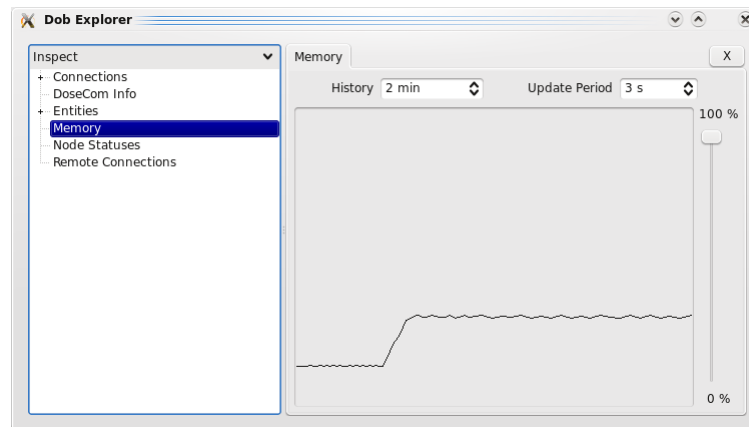 Dob Explorer
Inspect
Connections
DoseCom Info
Entities
Memory
Node Statuses
Remote Connections
Memory
X
History 2 min Update Period 3 s
100 %
0 %